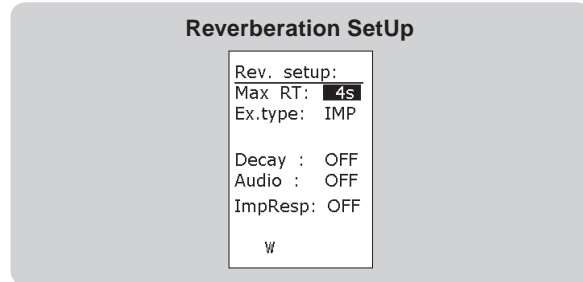 Reverberation SetUp
Rev. setup:
Max RT: 4s
Ex.type: IMP
Decay : OFF
Audio : OFF
ImpResp: OFF
W